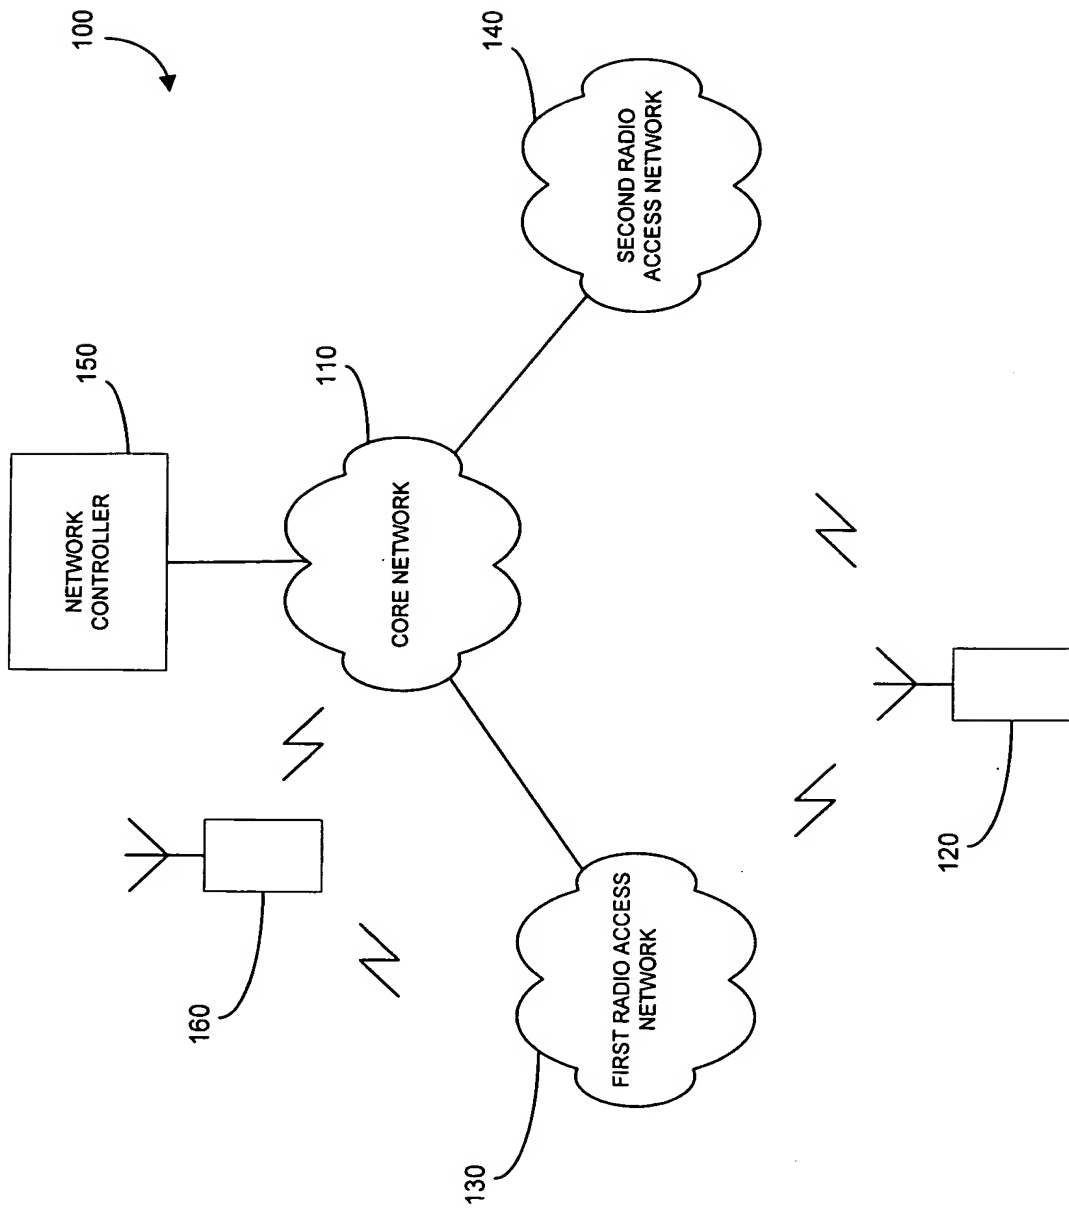 100
150
NETWORK
CONTROLLER
110
CORE NETWORK
140
SECOND RADIO
ACCESS NETWORK
160
130
FIRST RADIO ACCESS
NETWORK
120